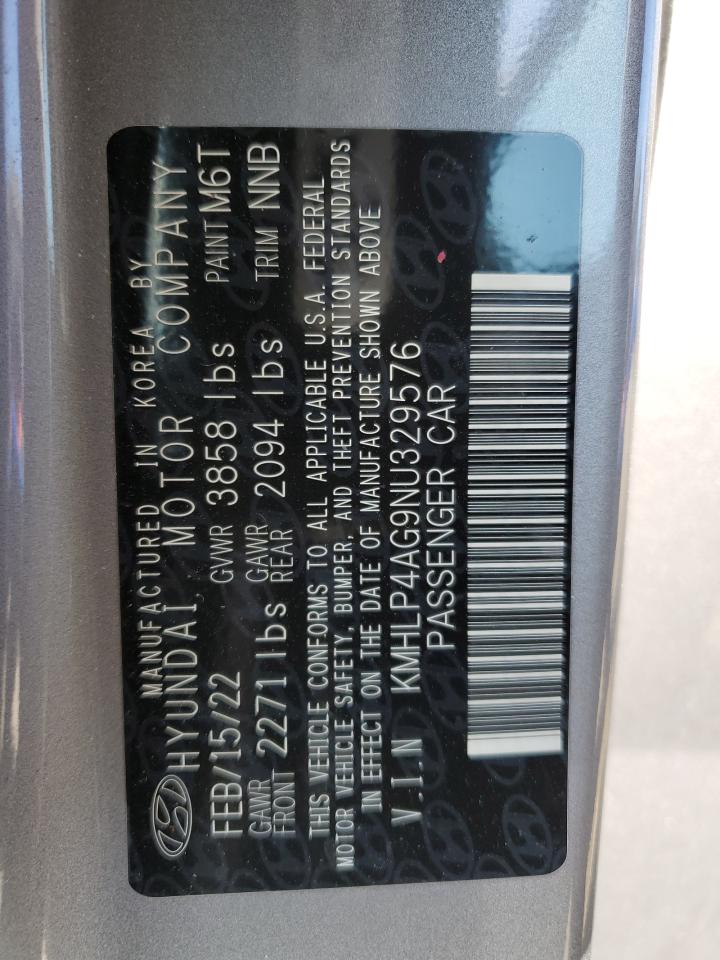 MANUFACTURED IN KOREA BY
HYUNDAI MOTOR COMPANY
FEB/15/22 GVWR 3858 lbs PAINT M6T
GAWR FRONT 2271 lbs GAWR REAR 2094 lbs TRIM NNB
THIS VEHICLE CONFORMS TO ALL APPLICABLE U.S.A. FEDERAL
MOTOR VEHICLE SAFETY, BUMPER, AND THEFT PREVENTION STANDARDS
IN EFFECT ON THE DATE OF MANUFACTURE SHOWN ABOVE
V.I.N KMHLP4AG9NU329576
PASSENGER CAR